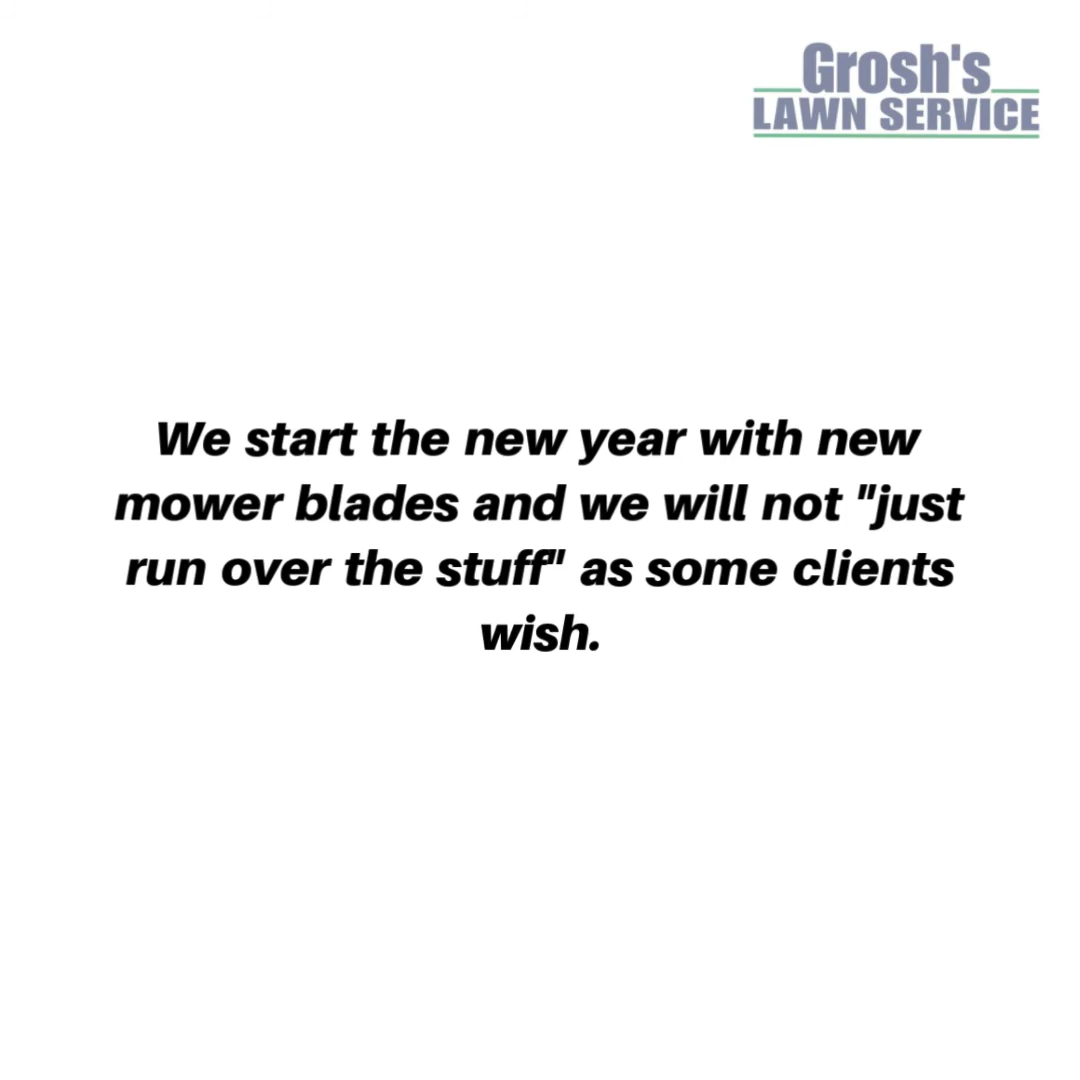 Grosh's
LAWN SERVICE
We start the new year with new
mower blades and we will not "just
run over the stuff" as some clients
wish.